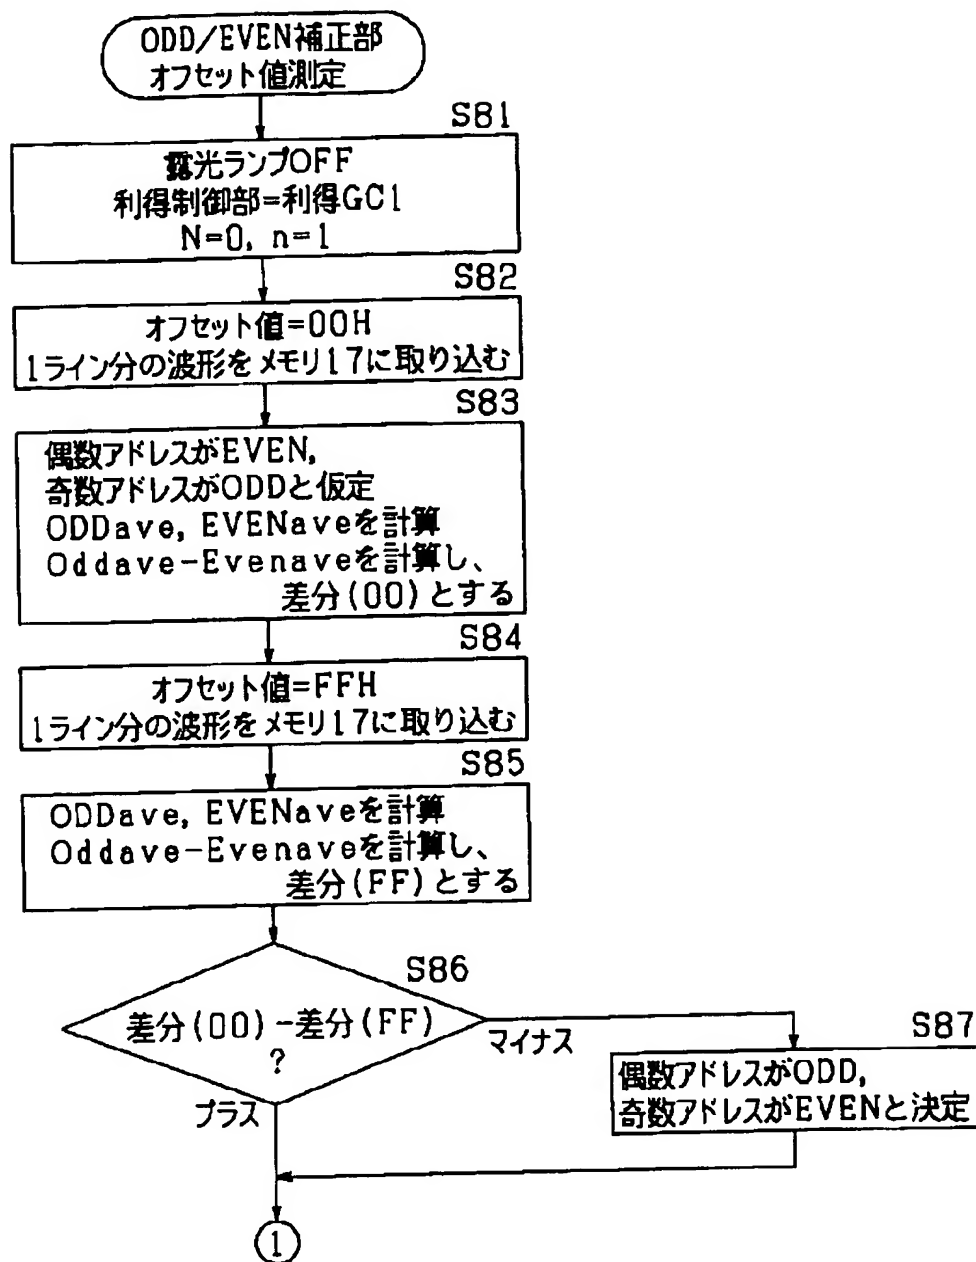 ODD/EVEN補正部
オフセット値測定
S81
露光ランプOFF
利得制御部=利得GC1
N=0, n=1
S82
オフセット値=00H
1ライン分の波形をメモリ17に取り込む
S83
偶数アドレスがEVEN,
奇数アドレスがODDと仮定
ODDave, EVENaveを計算
Oddave-Evenaveを計算し、
差分(00)とする
S84
オフセット値=FFH
1ライン分の波形をメモリ17に取り込む
S85
ODDave, EVENaveを計算
Oddave-Evenaveを計算し、
差分(FF)とする
S86
差分(00)-差分(FF)
?
マイナス
プラス
S87
偶数アドレスがODD,
奇数アドレスがEVENと決定
1